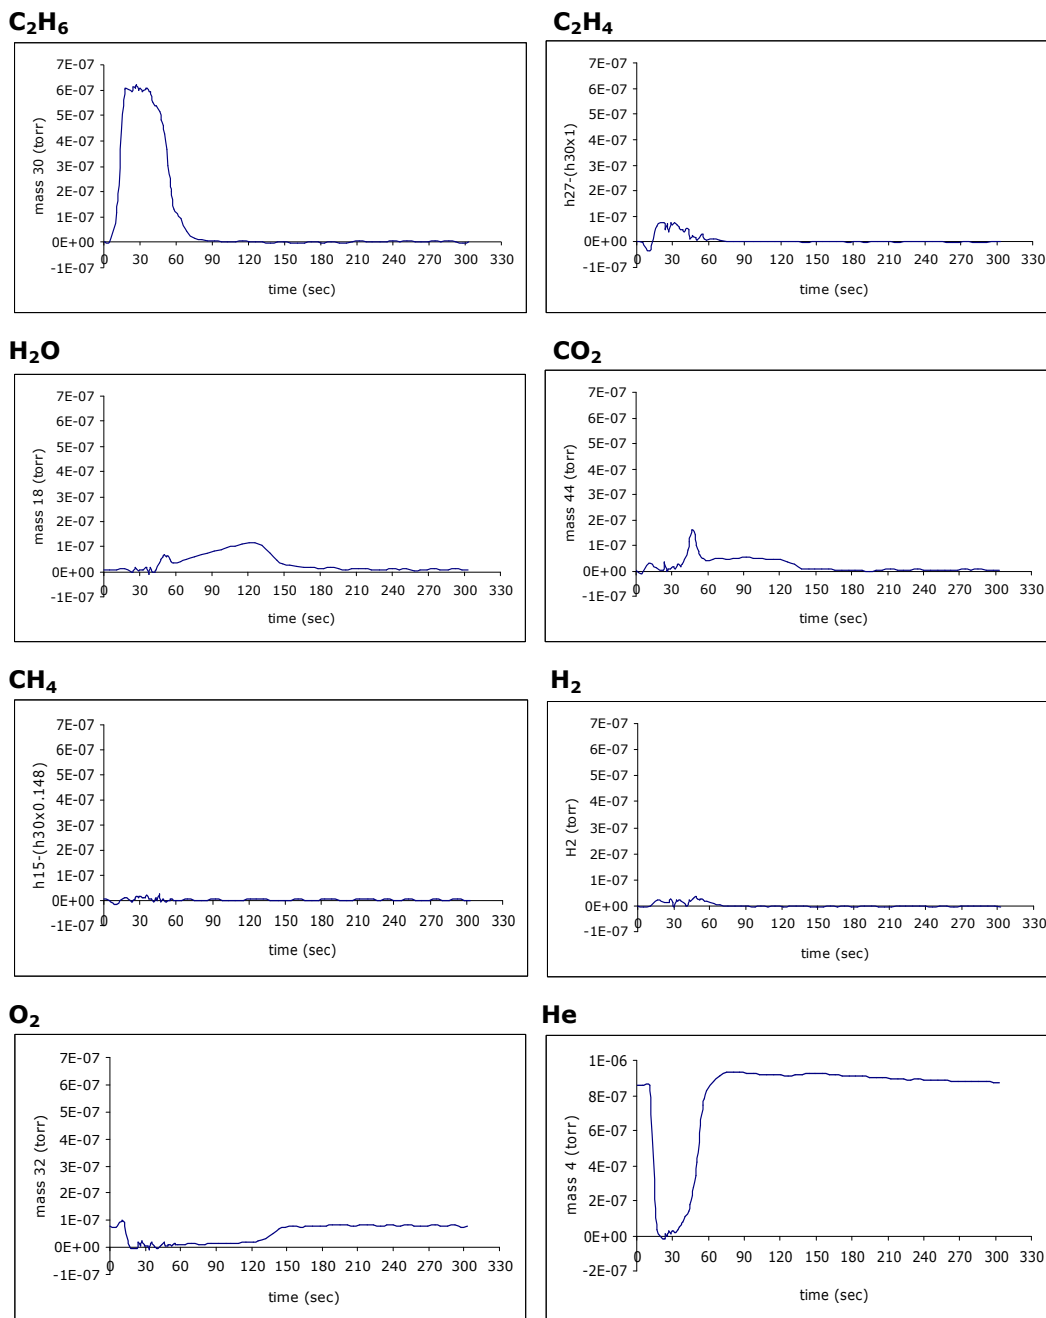 C₂H₆
C₂H₄
7E-07
6E-07
5E-07
4E-07
3E-07
2E-07
1E-07
0E+00
-1E-07
mass 30 (torr)
0 30 60 90 120 150 180 210 240 270 300 330
time (sec)
7E-07
6E-07
5E-07
4E-07
3E-07
2E-07
1E-07
0E+00
-1E-07
h27-(h30x1)
0 30 60 90 120 150 180 210 240 270 300 330
time (sec)
H₂O
CO₂
7E-07
6E-07
5E-07
4E-07
3E-07
2E-07
1E-07
0E+00
-1E-07
mass 18 (torr)
0 30 60 90 120 150 180 210 240 270 300 330
time (sec)
7E-07
6E-07
5E-07
4E-07
3E-07
2E-07
1E-07
0E+00
-1E-07
mass 44 (torr)
0 30 60 90 120 150 180 210 240 270 300 330
time (sec)
CH₄
H₂
7E-07
6E-07
5E-07
4E-07
3E-07
2E-07
1E-07
0E+00
-1E-07
h15-(h30x0.148)
0 30 60 90 120 150 180 210 240 270 300 330
time (sec)
7E-07
6E-07
5E-07
4E-07
3E-07
2E-07
1E-07
0E+00
-1E-07
H2 (torr)
0 30 60 90 120 150 180 210 240 270 300 330
time (sec)
O₂
He
7E-07
6E-07
5E-07
4E-07
3E-07
2E-07
1E-07
0E+00
-1E-07
mass 32 (torr)
0 30 60 90 120 150 180 210 240 270 300 330
time (sec)
1E-06
8E-07
6E-07
4E-07
2E-07
0E+00
-2E-07
mass 4 (torr)
0 30 60 90 120 150 180 210 240 270 300 330
time (sec)